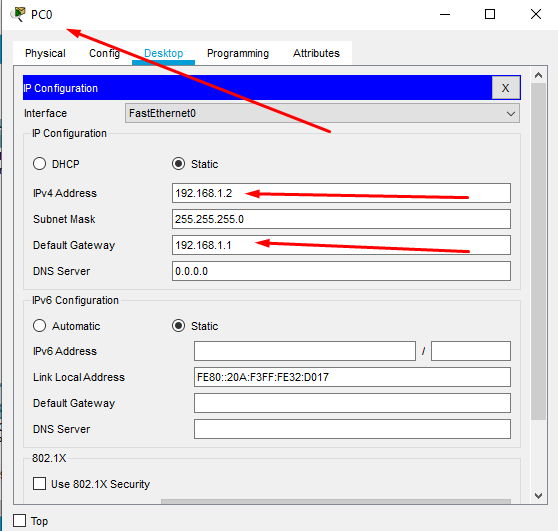 PC0
Physical Config Desktop Programming Attributes
IP Configuration X
Interface FastEthernet0
IP Configuration
DHCP Static
IPv4 Address 192.168.1.2
Subnet Mask 255.255.255.0
Default Gateway 192.168.1.1
DNS Server 0.0.0.0
IPv6 Configuration
Automatic Static
IPv6 Address /
Link Local Address FE80::20A:F3FF:FE32:D017
Default Gateway
DNS Server
802.1X
Use 802.1X Security
Top